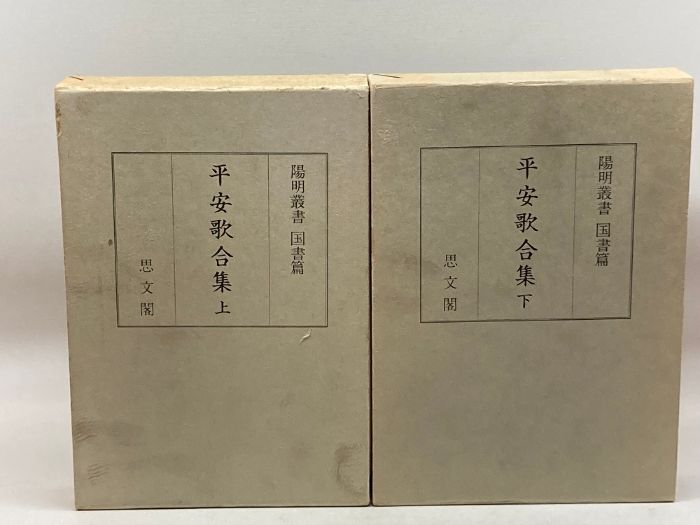 陽明叢書国書篇
平安歌合集 上
思文閣
陽明叢書国書篇
平安歌合集 下
思文閣